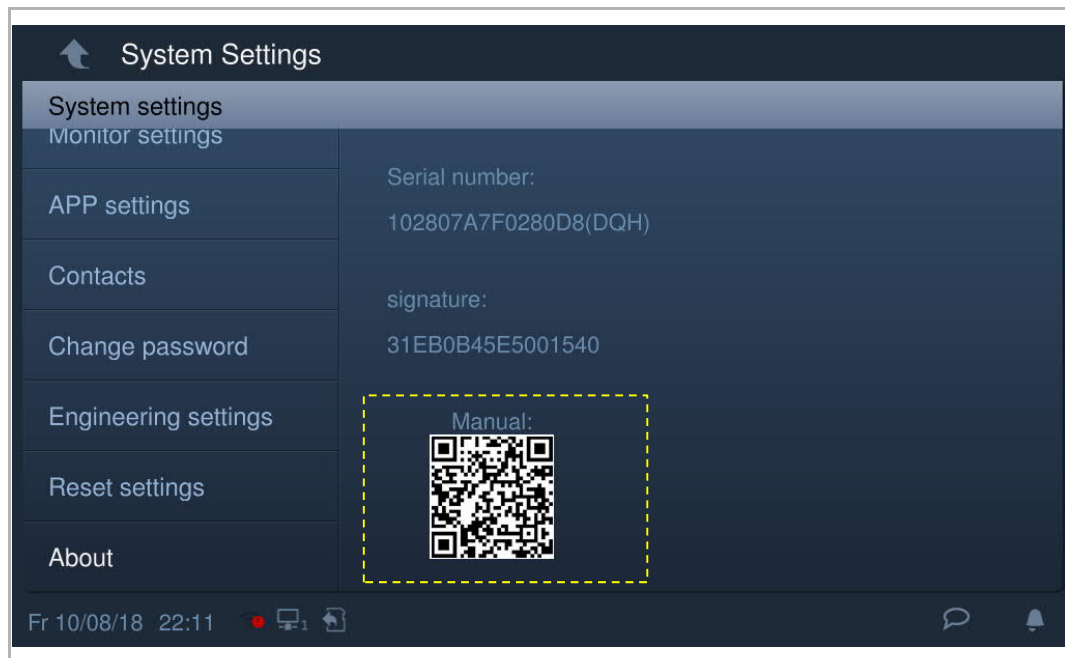 System Settings
System settings
Monitor settings
APP settings
Contacts
Change password
Engineering settings
Reset settings
About
Serial number:
102807A7F0280D8(DQH)
signature:
31EB0B45E5001540
Manual:
Fr 10/08/18 22:11 1